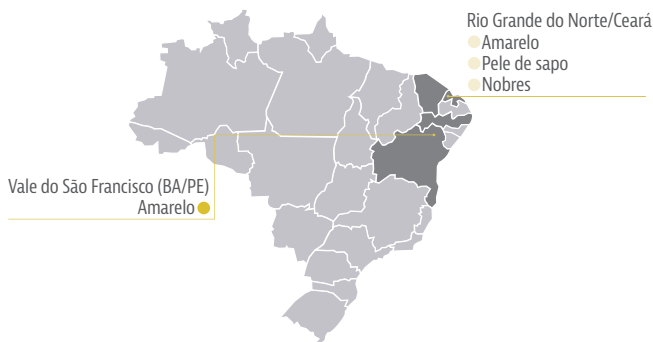 Rio Grande do Norte/Ceará
Amarelo
Pele de sapo
Nobres
Vale do São Francisco (BA/PE)
Amarelo